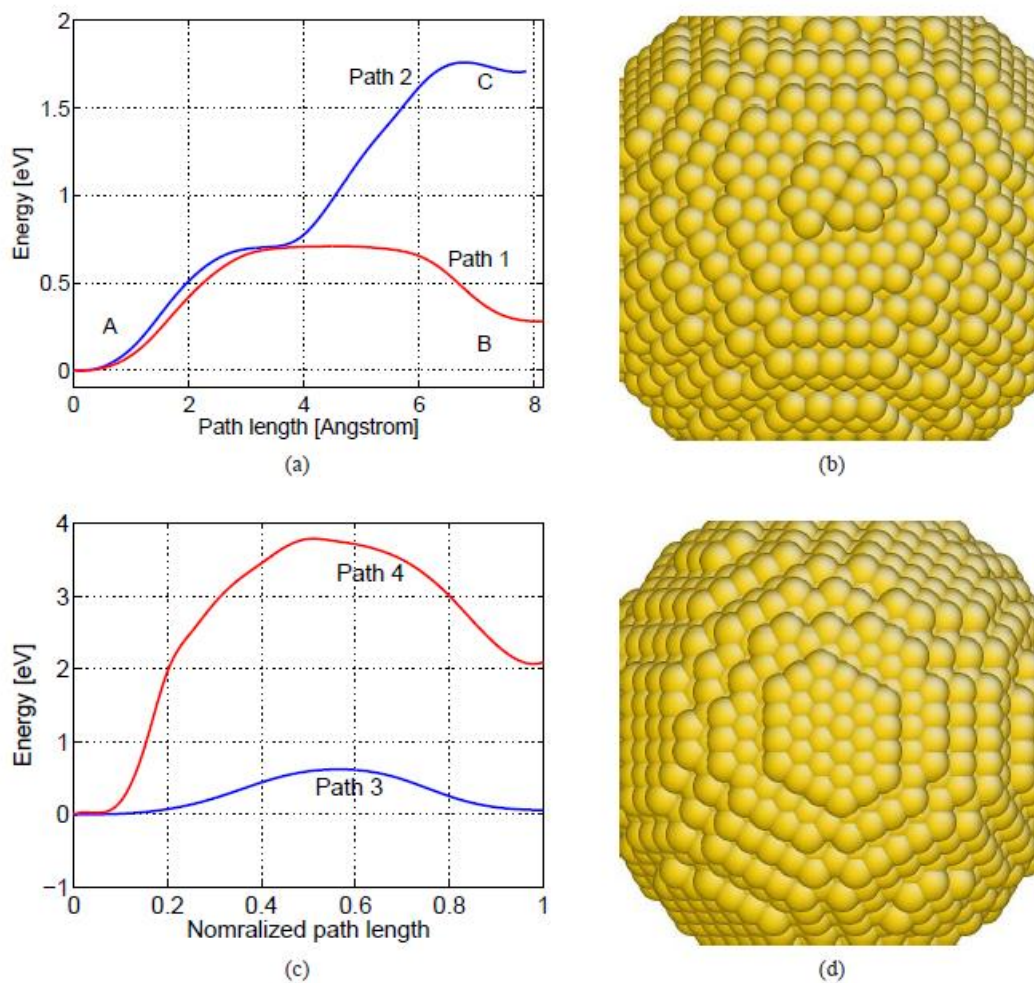 2
1.5
1
0.5
0
Energy [eV]
Path 2
C
Path 1
A
B
0 2 4 6 8
Path length [Angstrom]
(a)
(b)
4
3
2
1
0
−1
Energy [eV]
Path 4
Path 3
0 0.2 0.4 0.6 0.8 1
Nomralized path length
(c)
(d)